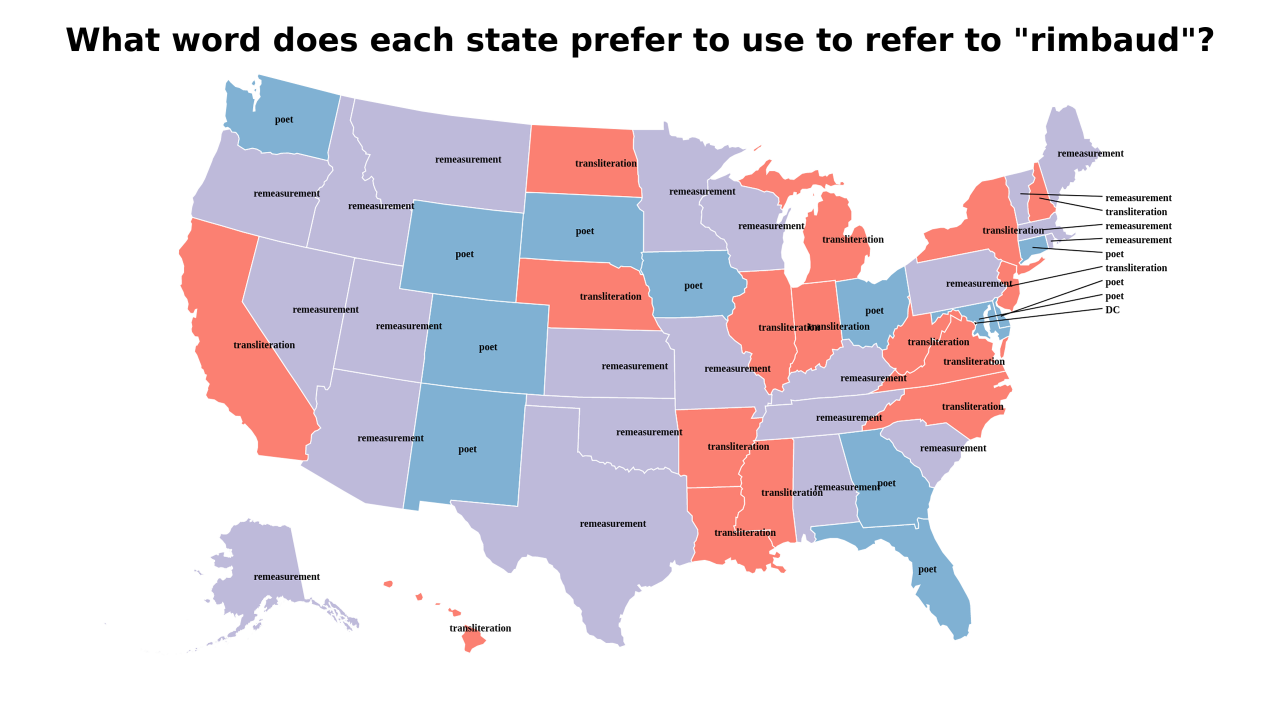 What word does each state prefer to use to refer to "rimbaud"?
poet
remeasurement
transliteration
remeasurement
remeasurement
remeasurement
remeasurement
remeasurement
transliteration
remeasurement
poet
transliteration
remeasurement
transliteration
remeasurement
remeasurement
poet
transliteration
poet
poet
DC
poet
transliteration
poet
remeasurement
poet
transliteration
remeasurement
remeasurement
poet
transliteration
transliteration
transliteration
transliteration
poet
remeasurement
transliteration
remeasurement
remeasurement
remeasurement
transliteration
transliteration
remeasurement
remeasurement
remeasurement
transliteration
remeasurement
poet
remeasurement
poet
transliteration
remeasurement
transliteration
poet
remeasurement
transliteration